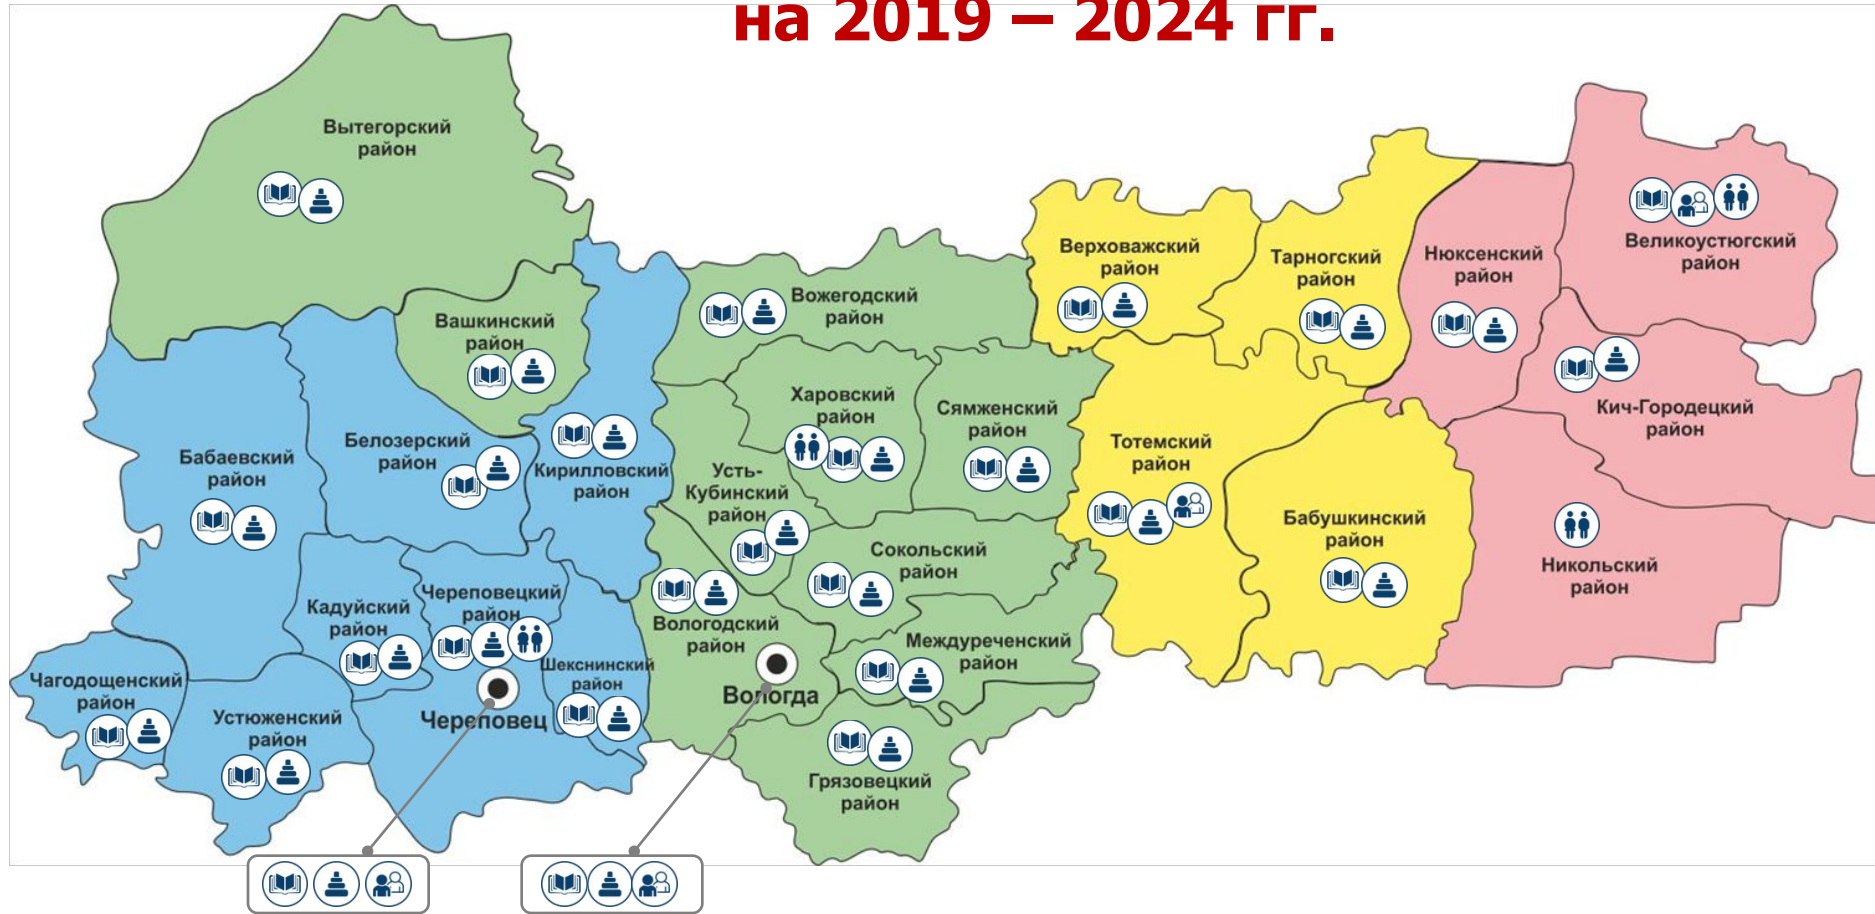 на 2019 – 2024 гг.
Вытегорский
район
Великоустюгский
район
Верховажский
район
Тарногский
район
Нюксенский
район
Вожегодский
район
Вашкинский
район
Харовский
район
Сямженский
район
Кич-Городецкий
район
Бабаевский
район
Белозерский
район
Кирилловский
район
Усть-
Кубинский
район
Тотемский
район
Бабушкинский
район
Никольский
район
Сокольский
район
Кадуйский
район
Череповецкий
район
Вологодский
район
Междуреченский
район
Шекснинский
район
Чагодощенский
район
Устюженский
район
Череповец
Вологда
Грязовецкий
район